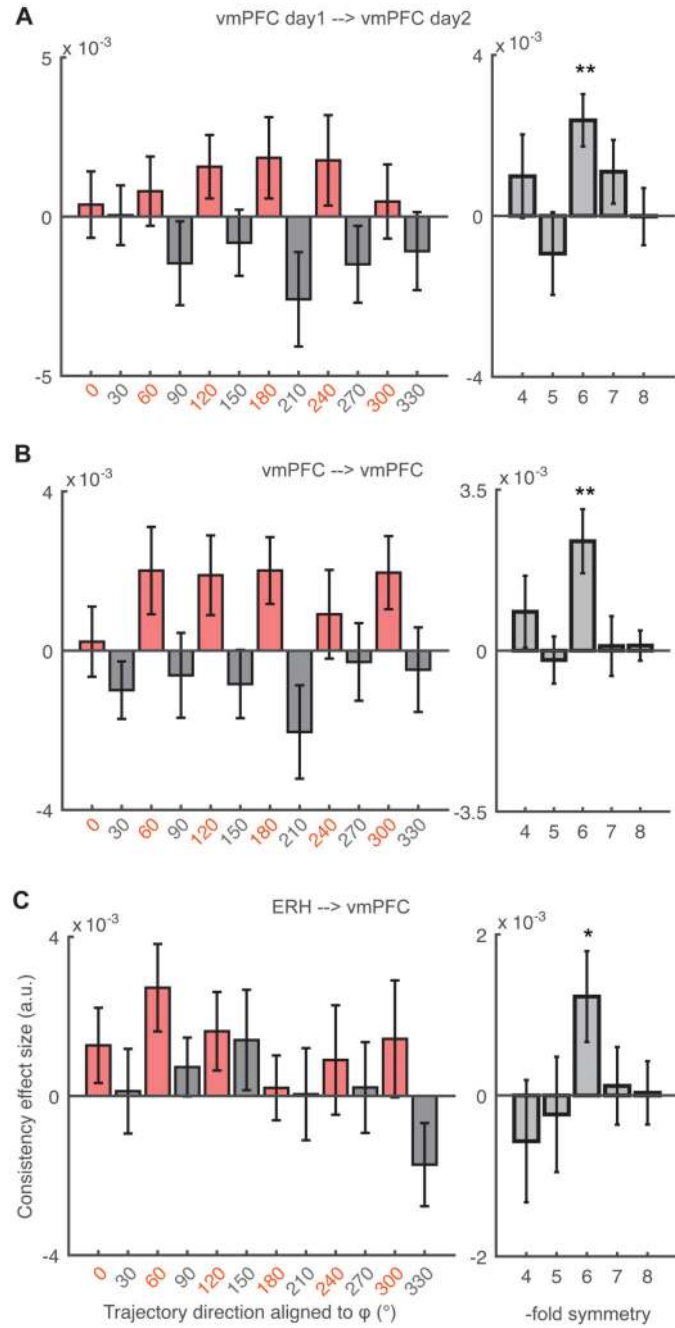 A
vmPFC day1 --> vmPFC day2
x 10-3
5
0
-5
0 30 60 90 120 150 180 210 240 270 300 330
x 10-3
4
**
0
-4
4 5 6 7 8
B
vmPFC --> vmPFC
x 10-3
4
0
-4
0 30 60 90 120 150 180 210 240 270 300 330
x 10-3
3.5
**
0
-3.5
4 5 6 7 8
C
ERH --> vmPFC
x 10-3
4
0
-4
Consistency effect size (a.u.)
0 30 60 90 120 150 180 210 240 270 300 330
Trajectory direction aligned to φ (°)
x 10-3
2
*
0
-2
4 5 6 7 8
-fold symmetry